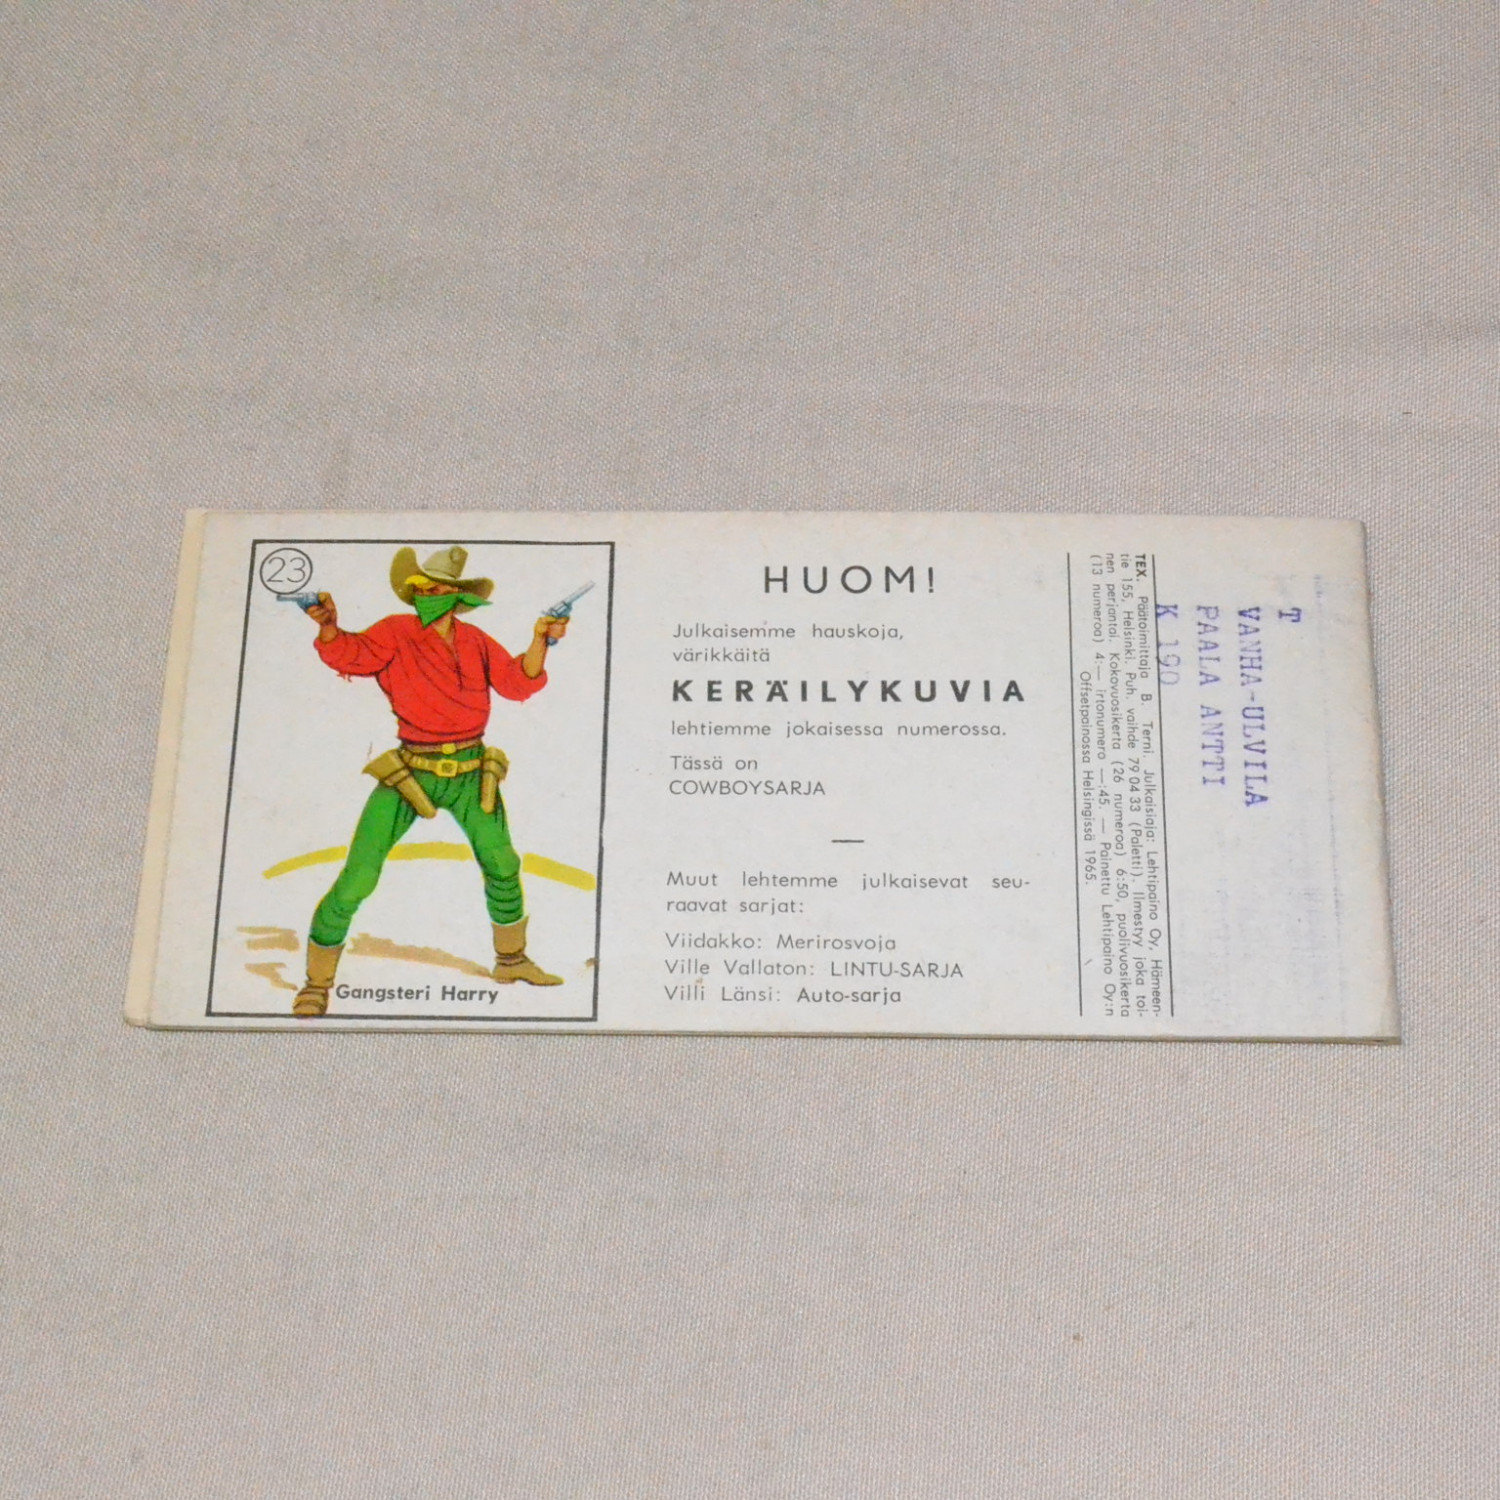 23
Gangsteri Harry
HUOM!
Julkaisemme hauskoja,
värikkäitä
KERÄILYKUVIA
lehtiemme jokaisessa numerossa.
Tässä on
COWBOYSARJA
Muut lehtemme julkaisevat seu-
raavat sarjat:
Viidakko: Merirosvoja
Ville Vallaton: LINTU-SARJA
Villi Länsi: Auto-sarja
TEX. Päätoimittaja B. Terni. Julkaisija: Lehtipaino Oy, Hämeen-
tie 155, Helsinki. Puh. vaihde 79 04 33 (Paletti). Ilmestyy joka toi-
nen perjantai. Kokovuosikerta (26 numeroa) 6:50, puolivuosikerta
(13 numeroa) 4:— irtonumero —:45. — Painettu Lehtipaino Oy:n
Offsetpainossa Helsingissä 1965.
T
VANHA-ULVILA
PAALA ANTTI
K 190